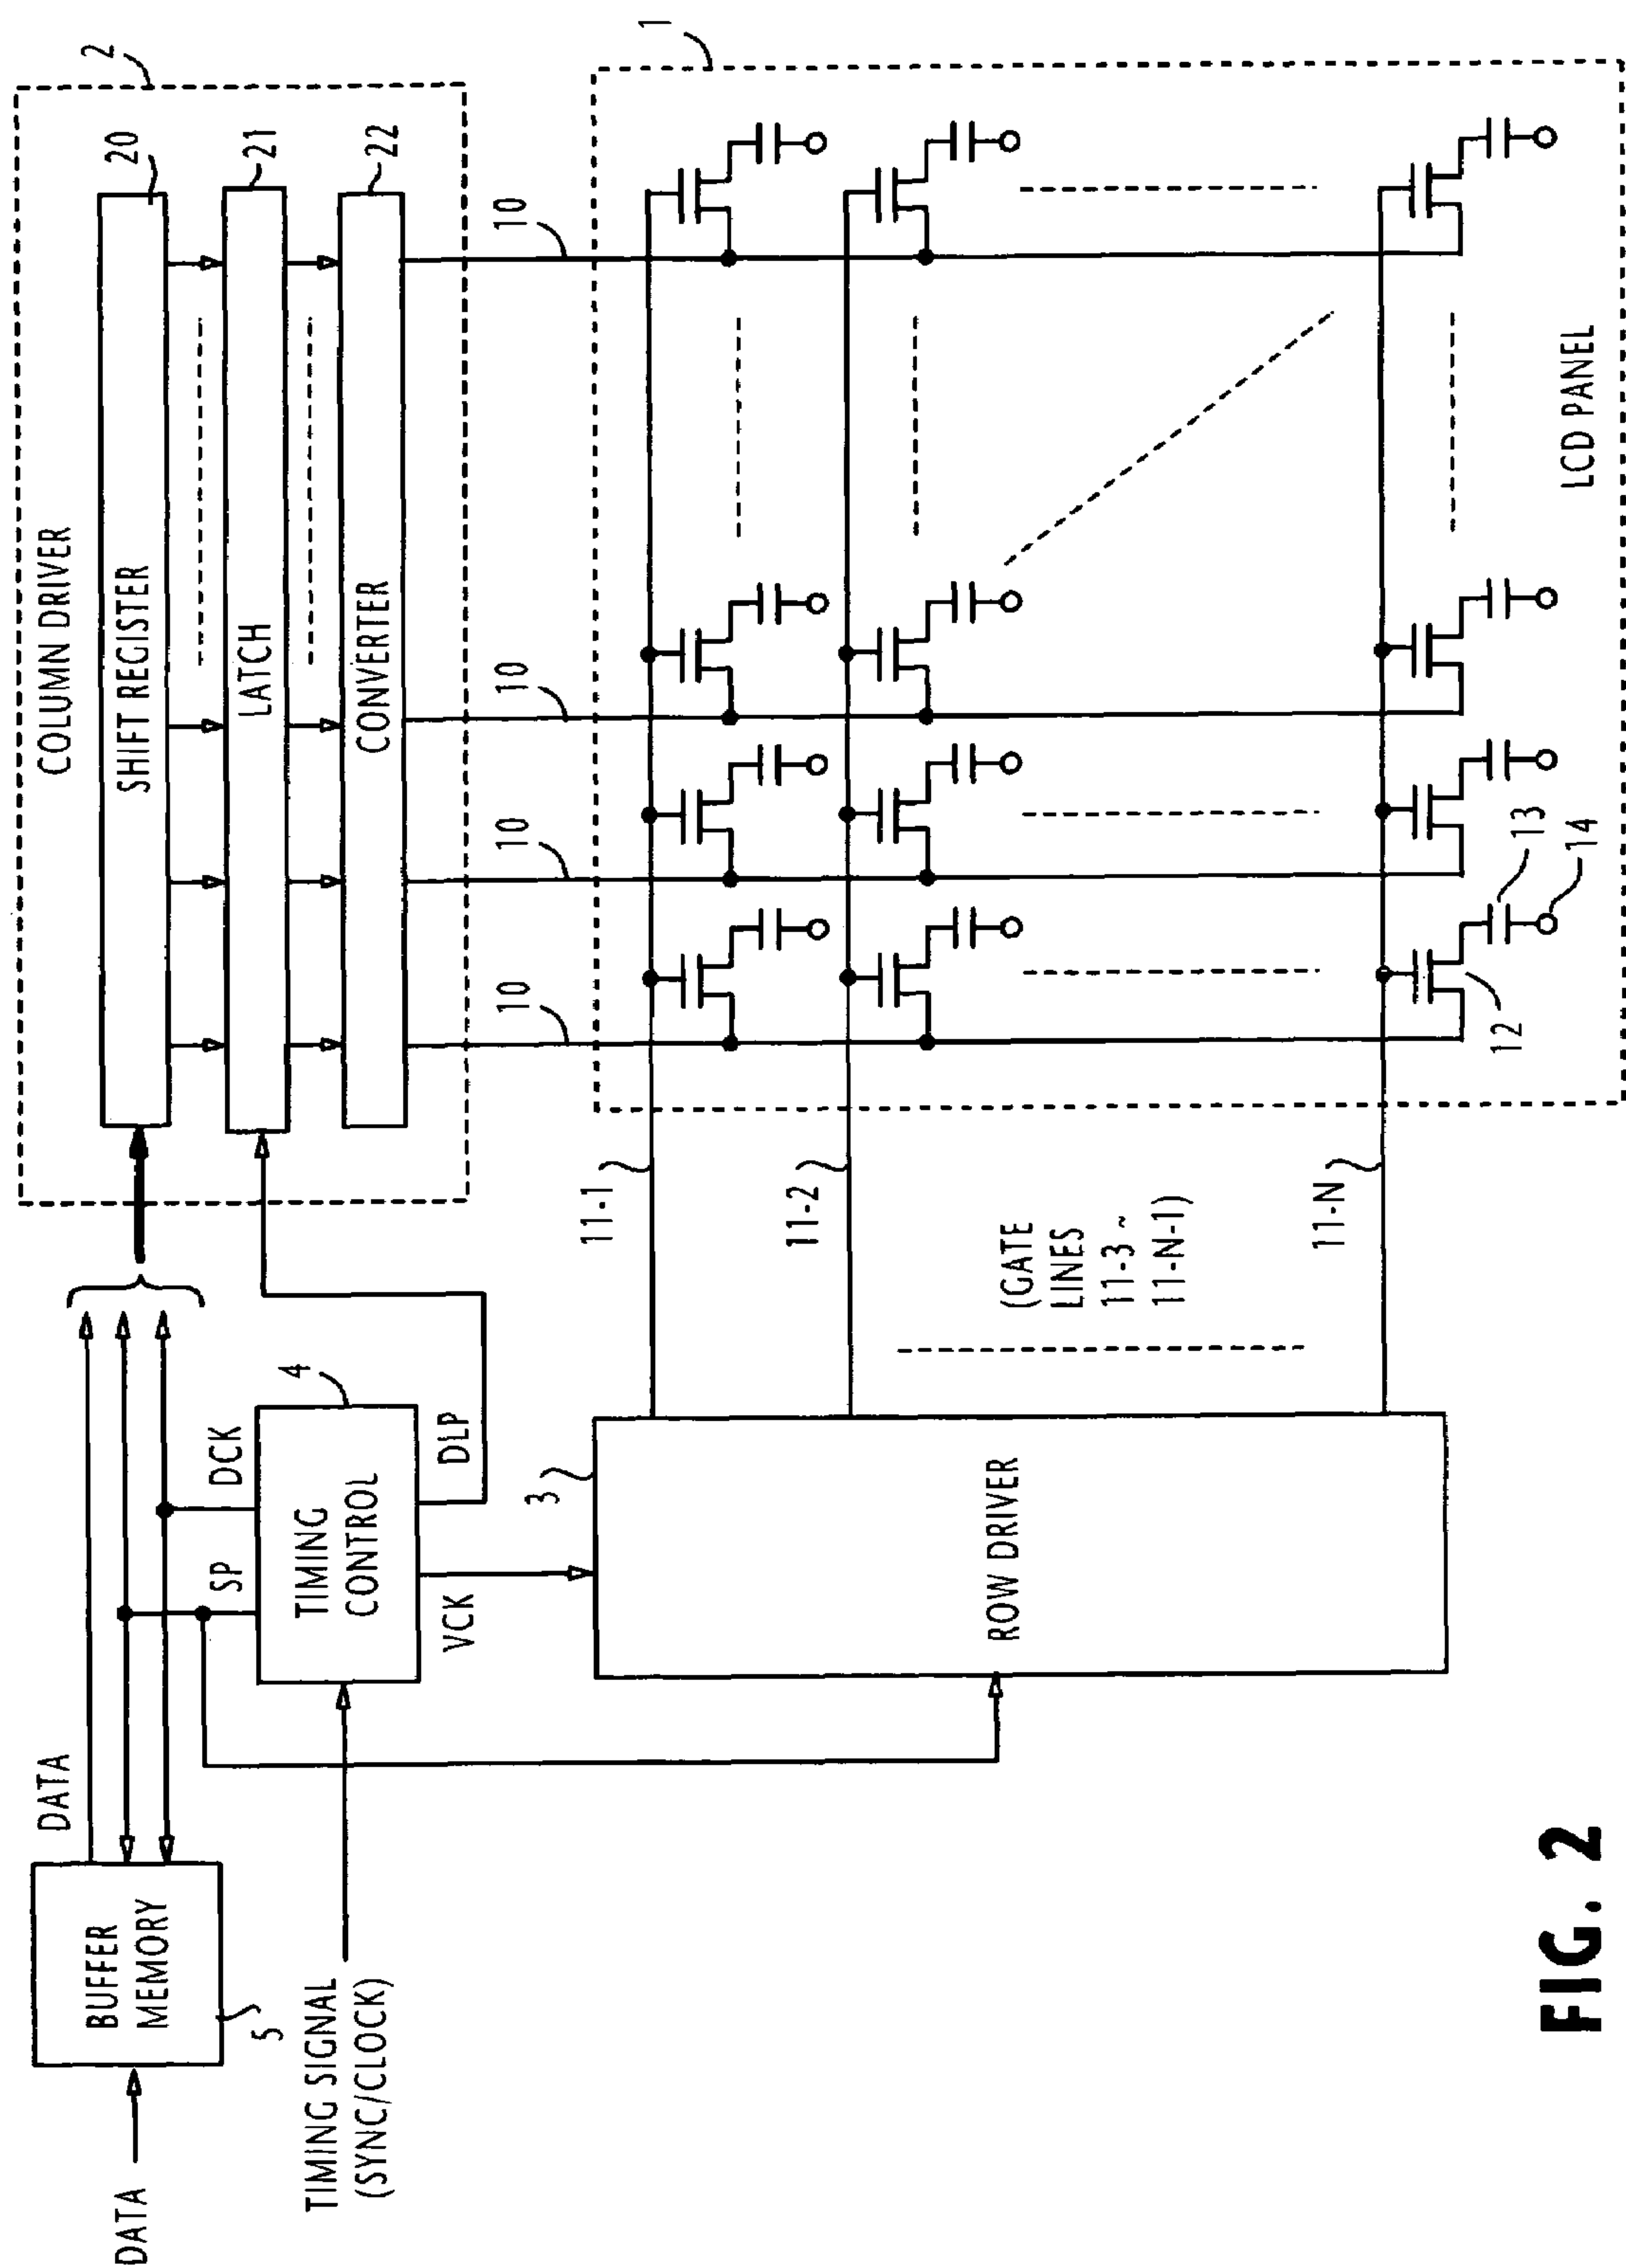 COLUMN DRIVER
2
SHIFT REGISTER
20
LATCH
21
CONVERTER
22
DATA
BUFFER
MEMORY
5
DATA
TIMING SIGNAL
(SYNC/CLOCK)
SP
DCK
TIMING
CONTROL
4
VCK
DLP
3
ROW DRIVER
10
10
10
10
1
11-1
11-2
(GATE
LINES
11-3 ~
11-N-1)
11-N
12
13
14
LCD PANEL
FIG. 2